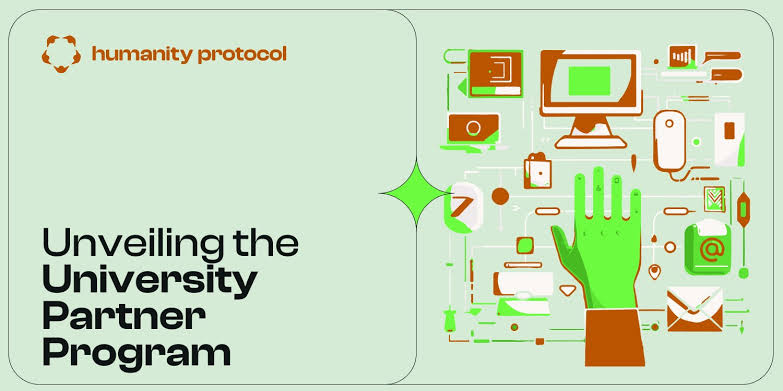 humanity protocol
Unveiling the
University
Partner
Program
@